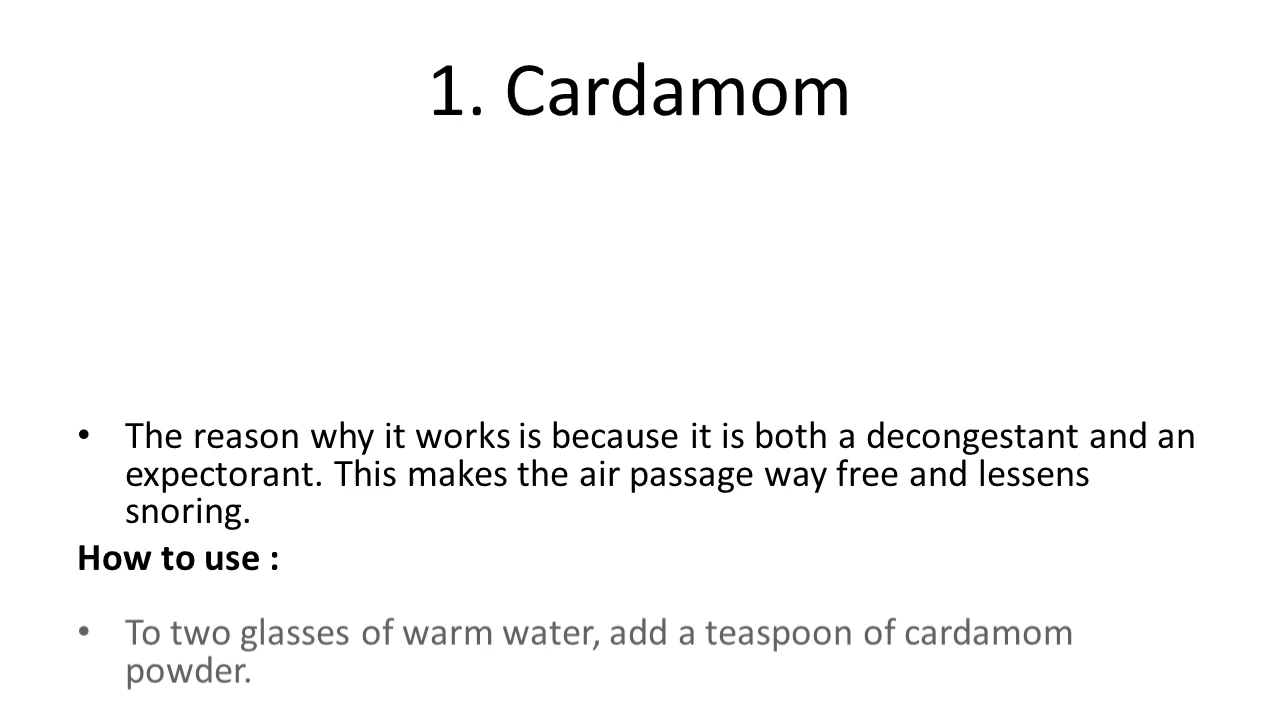 1. Cardamom
• The reason why it works is because it is both a decongestant and an
expectorant. This makes the air passage way free and lessens
snoring.
How to use :
• To two glasses of warm water, add a teaspoon of cardamom
powder.